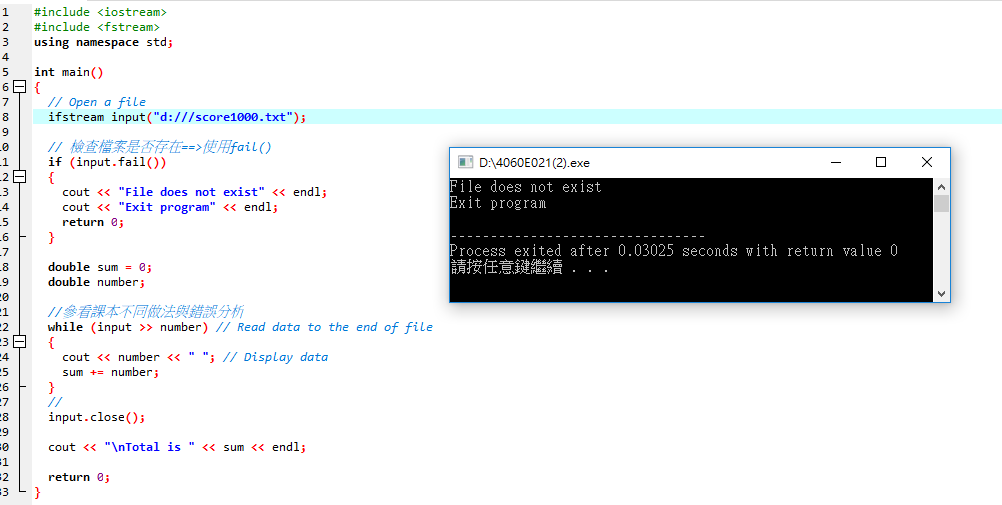 1 #include <iostream>
2 #include <fstream>
3 using namespace std;
4
5 int main()
6 {
7 // Open a file
8 ifstream input("d:///score1000.txt");
9
10 // 檢查檔案是否存在==>使用fail()
11 if (input.fail())
12 {
13 cout << "File does not exist" << endl;
14 cout << "Exit program" << endl;
15 return 0;
16 }
17
18 double sum = 0;
19 double number;
20
21 //參看課本不同做法與錯誤分析
22 while (input >> number) // Read data to the end of file
23 {
24 cout << number << " "; // Display data
25 sum += number;
26 }
27 //
28 input.close();
29
30 cout << "\nTotal is " << sum << endl;
31
32 return 0;
33 }
D:\4060E021(2).exe
File does not exist
Exit program
--------------------------------
Process exited after 0.03025 seconds with return value 0
請按任意鍵繼續 . . .